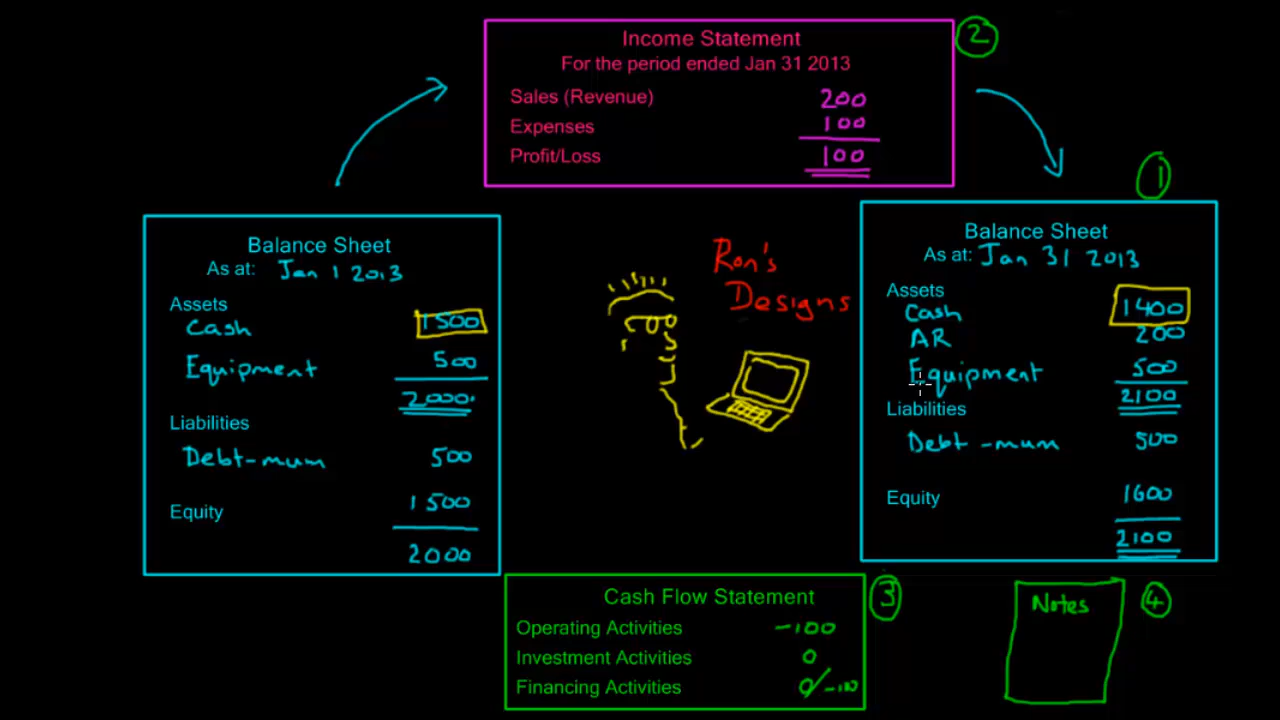 Income Statement
For the period ended Jan 31 2013
Sales (Revenue) 200
Expenses 100
Profit/Loss 100
2
Balance Sheet
As at: Jan 1 2013
Assets
Cash 1500
Equipment 500
2000
Liabilities
Debt-mum 500
Equity 1500
2000
Ron's
Designs
1
Balance Sheet
As at: Jan 31 2013
Assets
Cash 1400
AR 200
Equipment 500
2100
Liabilities
Debt -mum 500
Equity 1600
2100
Cash Flow Statement
Operating Activities -100
Investment Activities 0
Financing Activities 0/-100
3
Notes
4